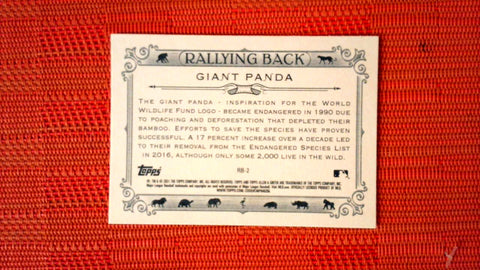 RALLYING BACK
GIANT PANDA
THE GIANT PANDA - INSPIRATION FOR THE WORLD
WILDLIFE FUND LOGO - BECAME ENDANGERED IN 1990 DUE
TO POACHING AND DEFORESTATION THAT DEPLETED THEIR
BAMBOO. EFFORTS TO SAVE THE SPECIES HAVE PROVEN
SUCCESSFUL. A 17 PERCENT INCREASE OVER A DECADE LED
TO THEIR REMOVAL FROM THE ENDANGERED SPECIES LIST
IN 2016, ALTHOUGH ONLY SOME 2,000 LIVE IN THE WILD.
Topps
RB-2